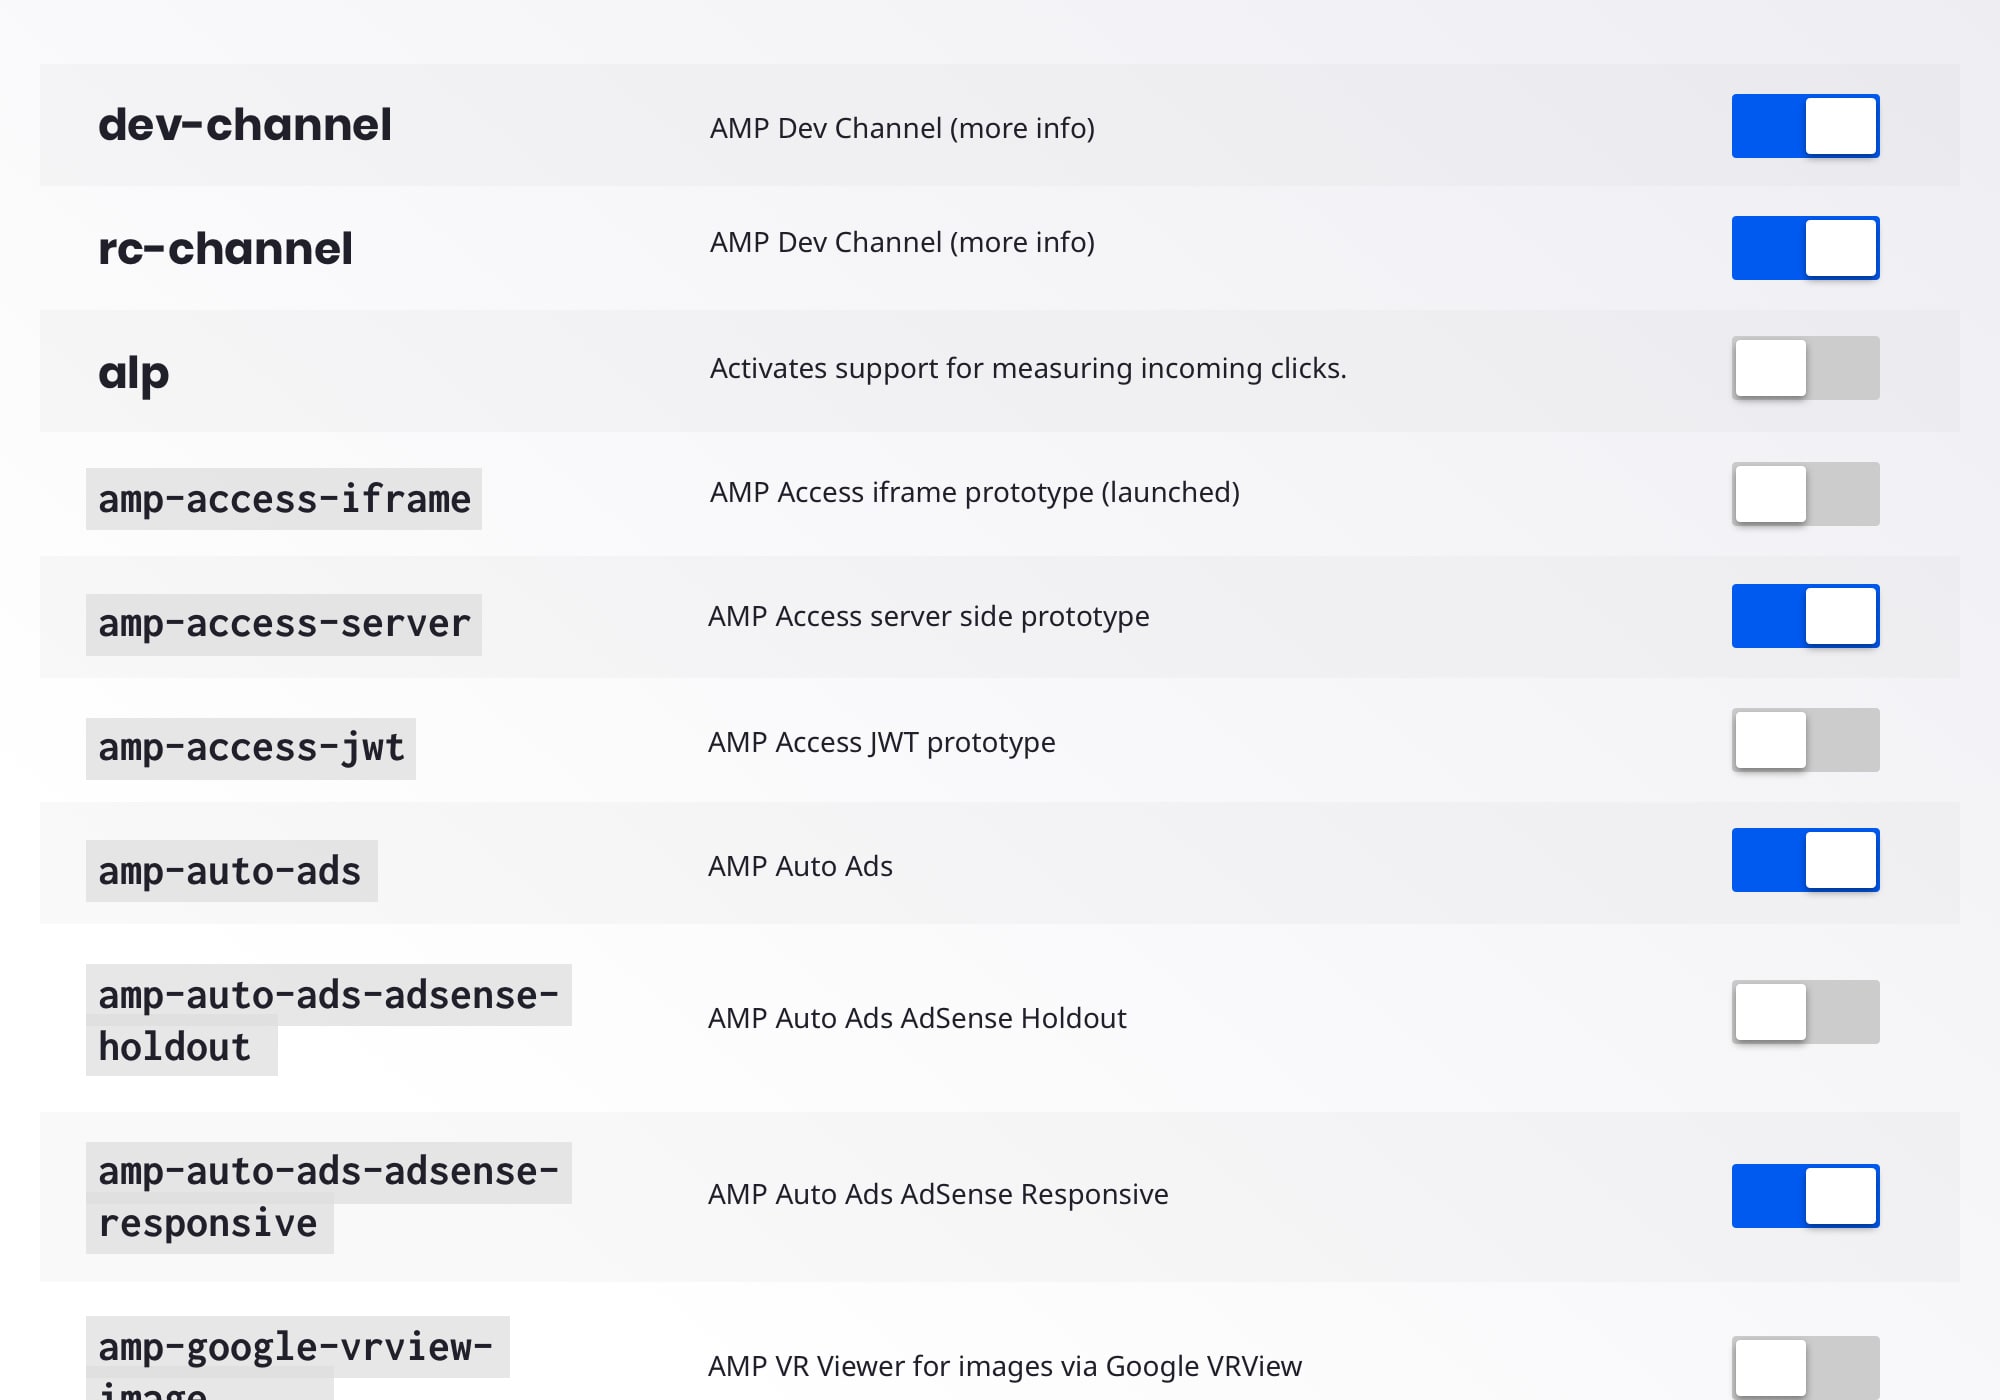 dev-channel
AMP Dev Channel (more info)
rc-channel
AMP Dev Channel (more info)
alp
Activates support for measuring incoming clicks.
amp-access-iframe
AMP Access iframe prototype (launched)
amp-access-server
AMP Access server side prototype
amp-access-jwt
AMP Access JWT prototype
amp-auto-ads
AMP Auto Ads
amp-auto-ads-adsense-
holdout
AMP Auto Ads AdSense Holdout
amp-auto-ads-adsense-
responsive
AMP Auto Ads AdSense Responsive
amp-google-vrview-
image
AMP VR Viewer for images via Google VRView